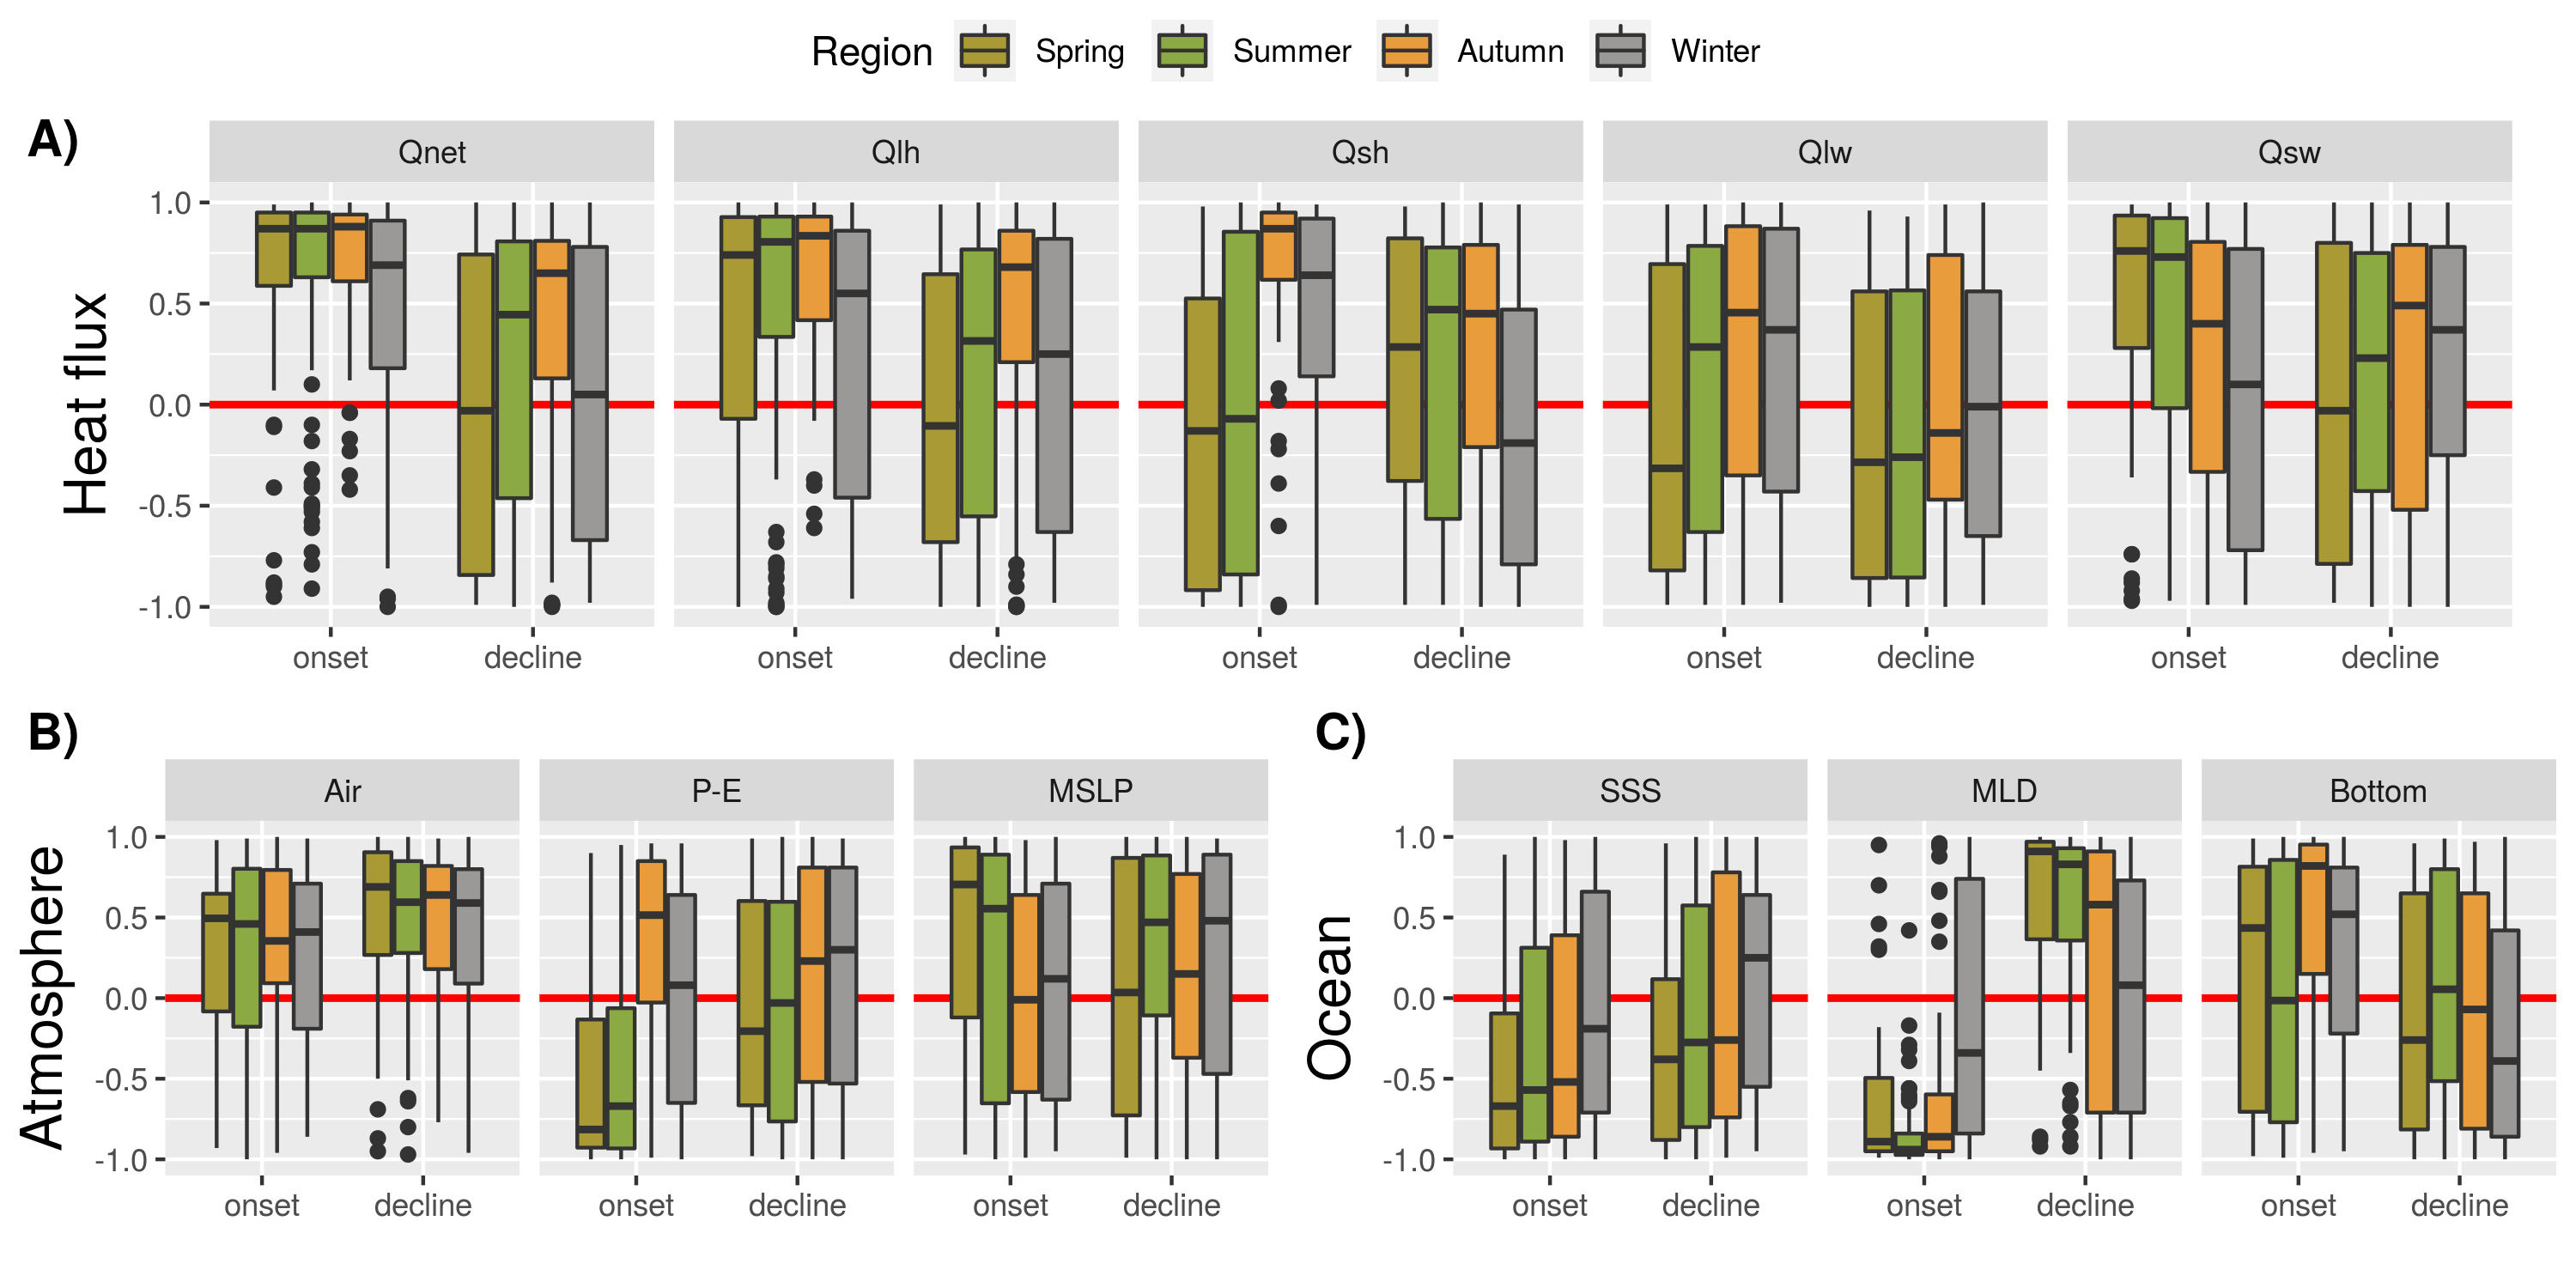 Region Spring Summer Autumn Winter
A)
Qnet Qlh Qsh Qlw Qsw
Heat flux
1.0
0.5
0.0
-0.5
-1.0
onset decline onset decline onset decline onset decline onset decline
B)
Air P-E MSLP
Atmosphere
1.0
0.5
0.0
-0.5
-1.0
onset decline onset decline onset decline
C)
SSS MLD Bottom
Ocean
1.0
0.5
0.0
-0.5
-1.0
onset decline onset decline onset decline